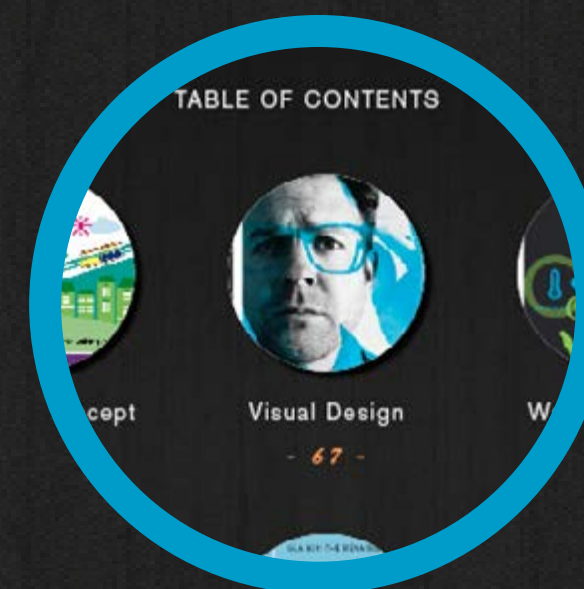 TABLE OF CONTENTS
cept
Visual Design
W
- 67 -